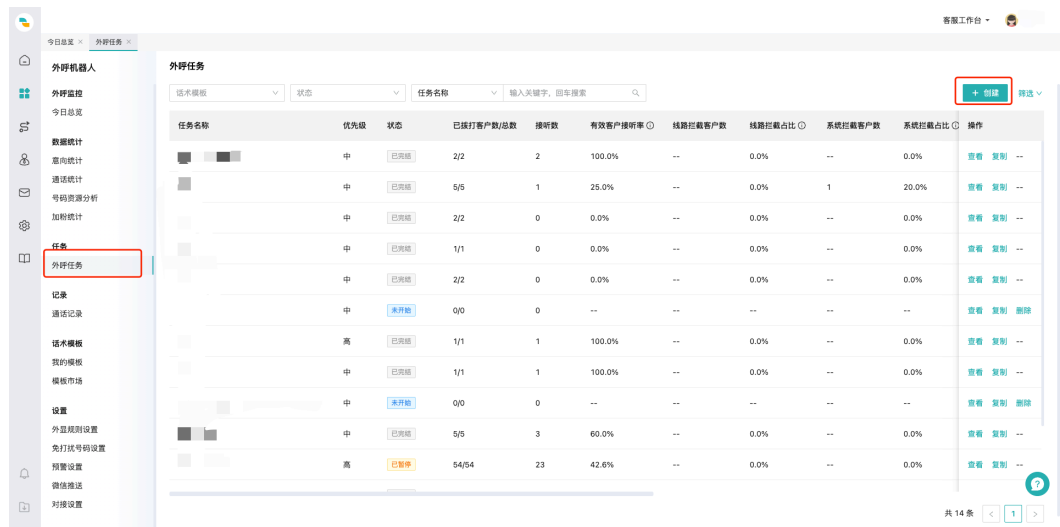 客服工作台
今日总览 × 外呼任务 ×
外呼机器人
外呼监控
今日总览
数据统计
意向统计
通话统计
号码资源分析
加粉统计
任务
外呼任务
记录
通话记录
话术模板
我的模板
模板市场
设置
外显规则设置
免打扰号码设置
预警设置
微信推送
对接设置
外呼任务
话术模板 状态 任务名称 输入关键字，回车搜索 + 创建 筛选
任务名称 优先级 状态 已拨打客户数/总数 接听数 有效客户接听率 线路拦截客户数 线路拦截占比 系统拦截客户数 系统拦截占比 操作
中 已完结 2/2 2 100.0% -- 0.0% -- 0.0% 查看 复制 --
中 已完结 5/5 1 25.0% -- 0.0% 1 20.0% 查看 复制 --
中 已完结 2/2 0 0.0% -- 0.0% -- 0.0% 查看 复制 --
中 已完结 1/1 0 0.0% -- 0.0% -- 0.0% 查看 复制 --
中 已完结 2/2 0 0.0% -- 0.0% -- 0.0% 查看 复制 --
中 未开始 0/0 0 -- -- -- -- -- 查看 复制 删除
高 已完结 1/1 1 100.0% -- 0.0% -- 0.0% 查看 复制 --
中 已完结 1/1 1 100.0% -- 0.0% -- 0.0% 查看 复制 --
中 未开始 0/0 0 -- -- -- -- -- 查看 复制 删除
中 已完结 5/5 3 60.0% -- 0.0% -- 0.0% 查看 复制 --
高 已暂停 54/54 23 42.6% -- 0.0% -- 0.0% 查看 复制 --
共 14 条 < 1 >